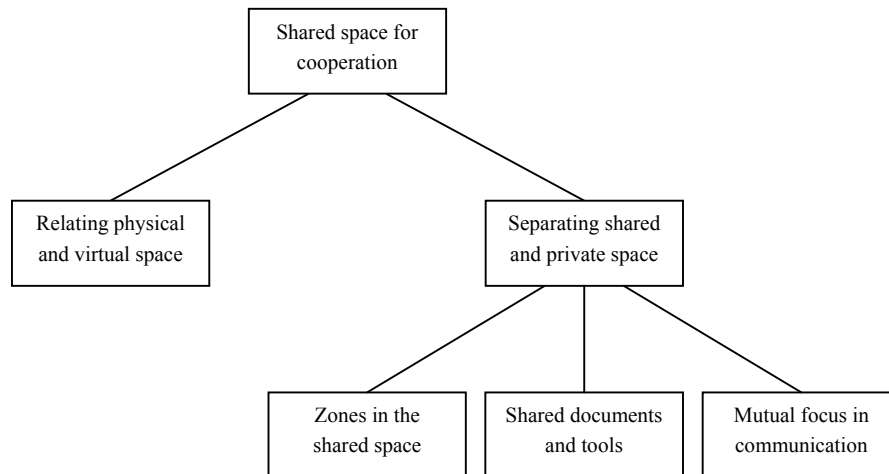 Shared space for
cooperation
Relating physical
and virtual space
Separating shared
and private space
Zones in the
shared space
Shared documents
and tools
Mutual focus in
communication